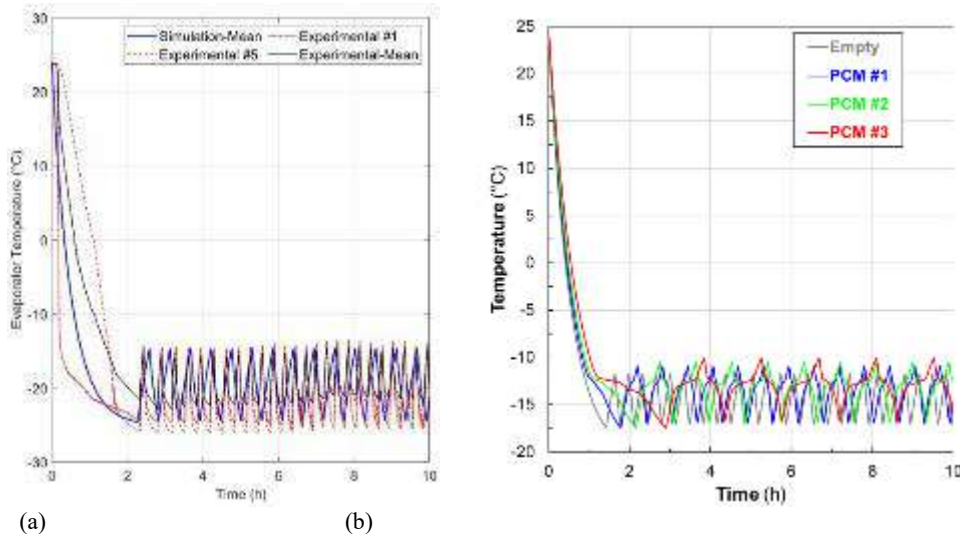 30
20
10
0
-10
-20
-30
Evaporator Temperature (°C)
Simulation-Mean
Experimental #1
Experimental #5
Experimental-Mean
0 2 4 6 8 10
Time (h)
(a)
25
20
15
10
5
0
-5
-10
-15
-20
Temperature (°C)
Empty
PCM #1
PCM #2
PCM #3
0 2 4 6 8 10
Time (h)
(b)